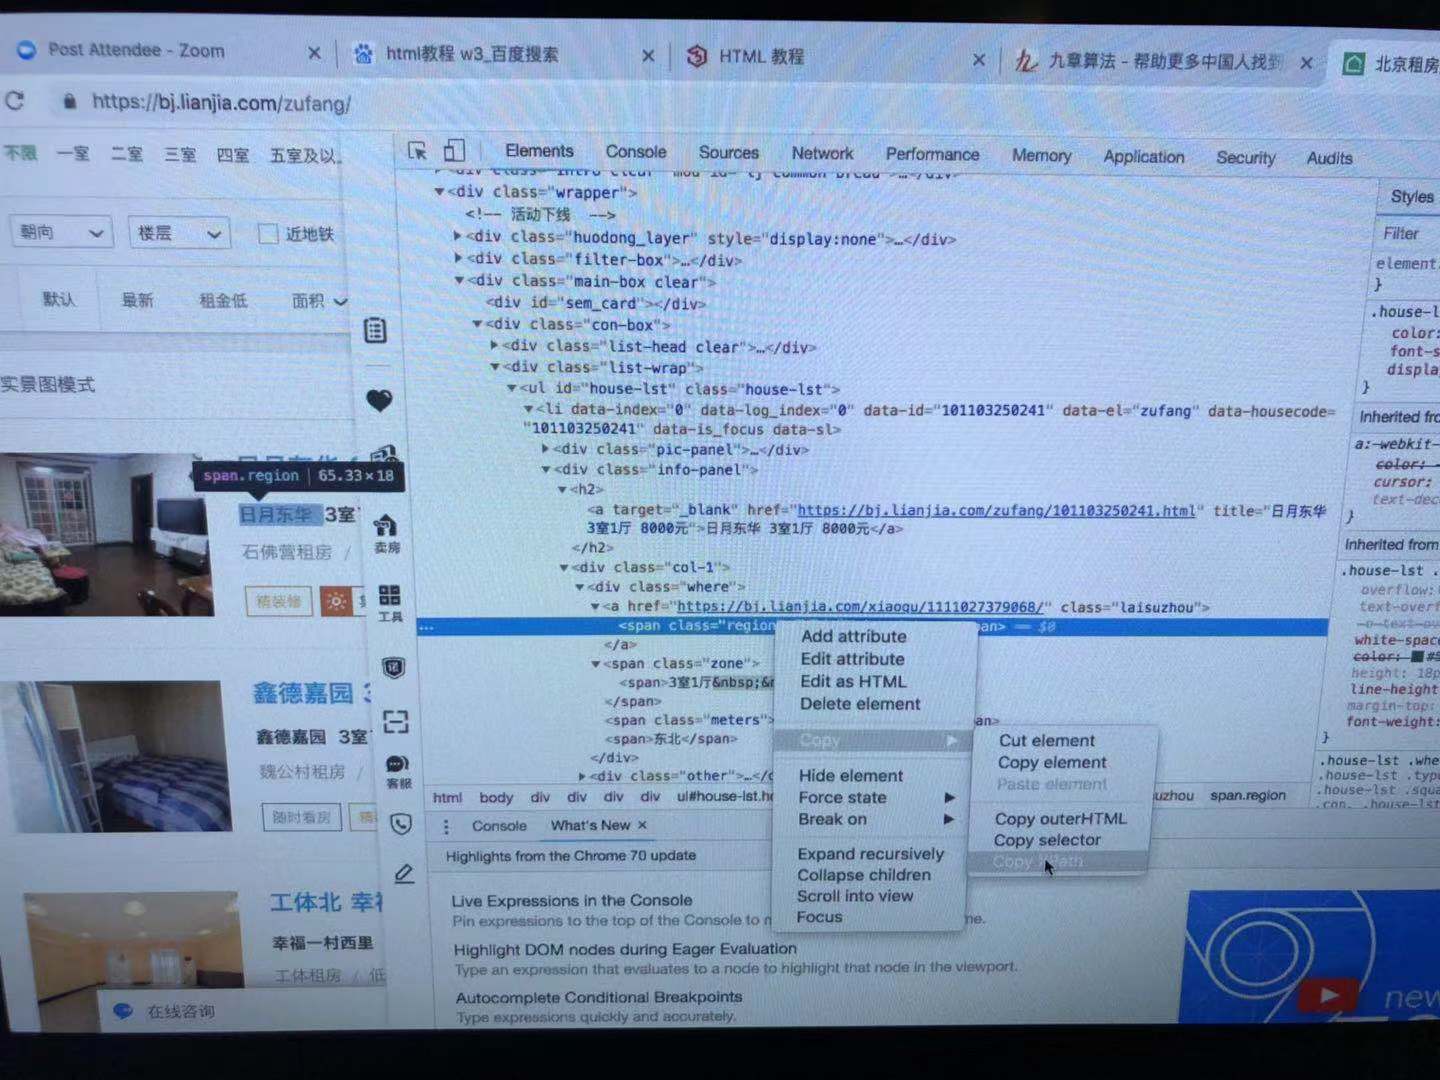 Post Attendee - Zoom
html教程 w3_百度搜索
HTML 教程
九章算法 - 帮助更多中国人找到
北京租房
https://bj.lianjia.com/zufang/
不限 一室 二室 三室 四室 五室及以
朝向 楼层 近地铁
默认 最新 租金低 面积
实景图模式
span.region 65.33×18
日月东华 3室
石佛营租房 /
精装修
卖房
工具
鑫德嘉园 3
鑫德嘉园 3室
魏公村租房 /
随时看房
客服
工体北 幸福
幸福一村西里
工体租房 / 低
在线咨询
Elements Console Sources Network Performance Memory Application Security Audits
<div class="wrapper">
<!-- 活动下线 -->
<div class="huodong_layer" style="display:none">…</div>
<div class="filter-box">…</div>
<div class="main-box clear">
<div id="sem_card"></div>
<div class="con-box">
<div class="list-head clear">…</div>
<div class="list-wrap">
<ul id="house-lst" class="house-lst">
<li data-index="0" data-log_index="0" data-id="101103250241" data-el="zufang" data-housecode=
"101103250241" data-is_focus data-sl>
<div class="pic-panel">…</div>
<div class="info-panel">
<h2>
<a target="_blank" href="https://bj.lianjia.com/zufang/101103250241.html" title="日月东华
3室1厅 8000元">日月东华 3室1厅 8000元</a>
</h2>
<div class="col-1">
<div class="where">
<a href="https://bj.lianjia.com/xiaoqu/1111027379068/" class="laisuzhou">
<span class="region an> == $0
</a>
<span class="zone">
<span>3室1厅&nbsp;&n
</span>
<span class="meters"> an>
<span>东北</span>
</div>
<div class="other">…</d
html body div div div div ul#house-lst.ho uzhou span.region
Add attribute
Edit attribute
Edit as HTML
Delete element
Copy
Hide element
Force state
Break on
Expand recursively
Collapse children
Scroll into view
Focus
Cut element
Copy element
Paste element
Copy outerHTML
Copy selector
Copy XPath
Console What's New ×
Highlights from the Chrome 70 update
Live Expressions in the Console
Pin expressions to the top of the Console to m ne.
Highlight DOM nodes during Eager Evaluation
Type an expression that evaluates to a node to highlight that node in the viewport.
Autocomplete Conditional Breakpoints
Type expressions quickly and accurately.
new
Styles
Filter
element.
}
.house-l
color:
font-s
displa
}
Inherited fro
a:-webkit-
color: -
cursor:
text-dec
}
Inherited from
.house-lst .
overflow:
text-overf
-o-text-ov
white-spac
color: #5
height: 18p
line-height
margin-top:
font-weight:
}
.house-lst .whe
.house-lst .typ
.house-lst .squa
.con, .house-lst